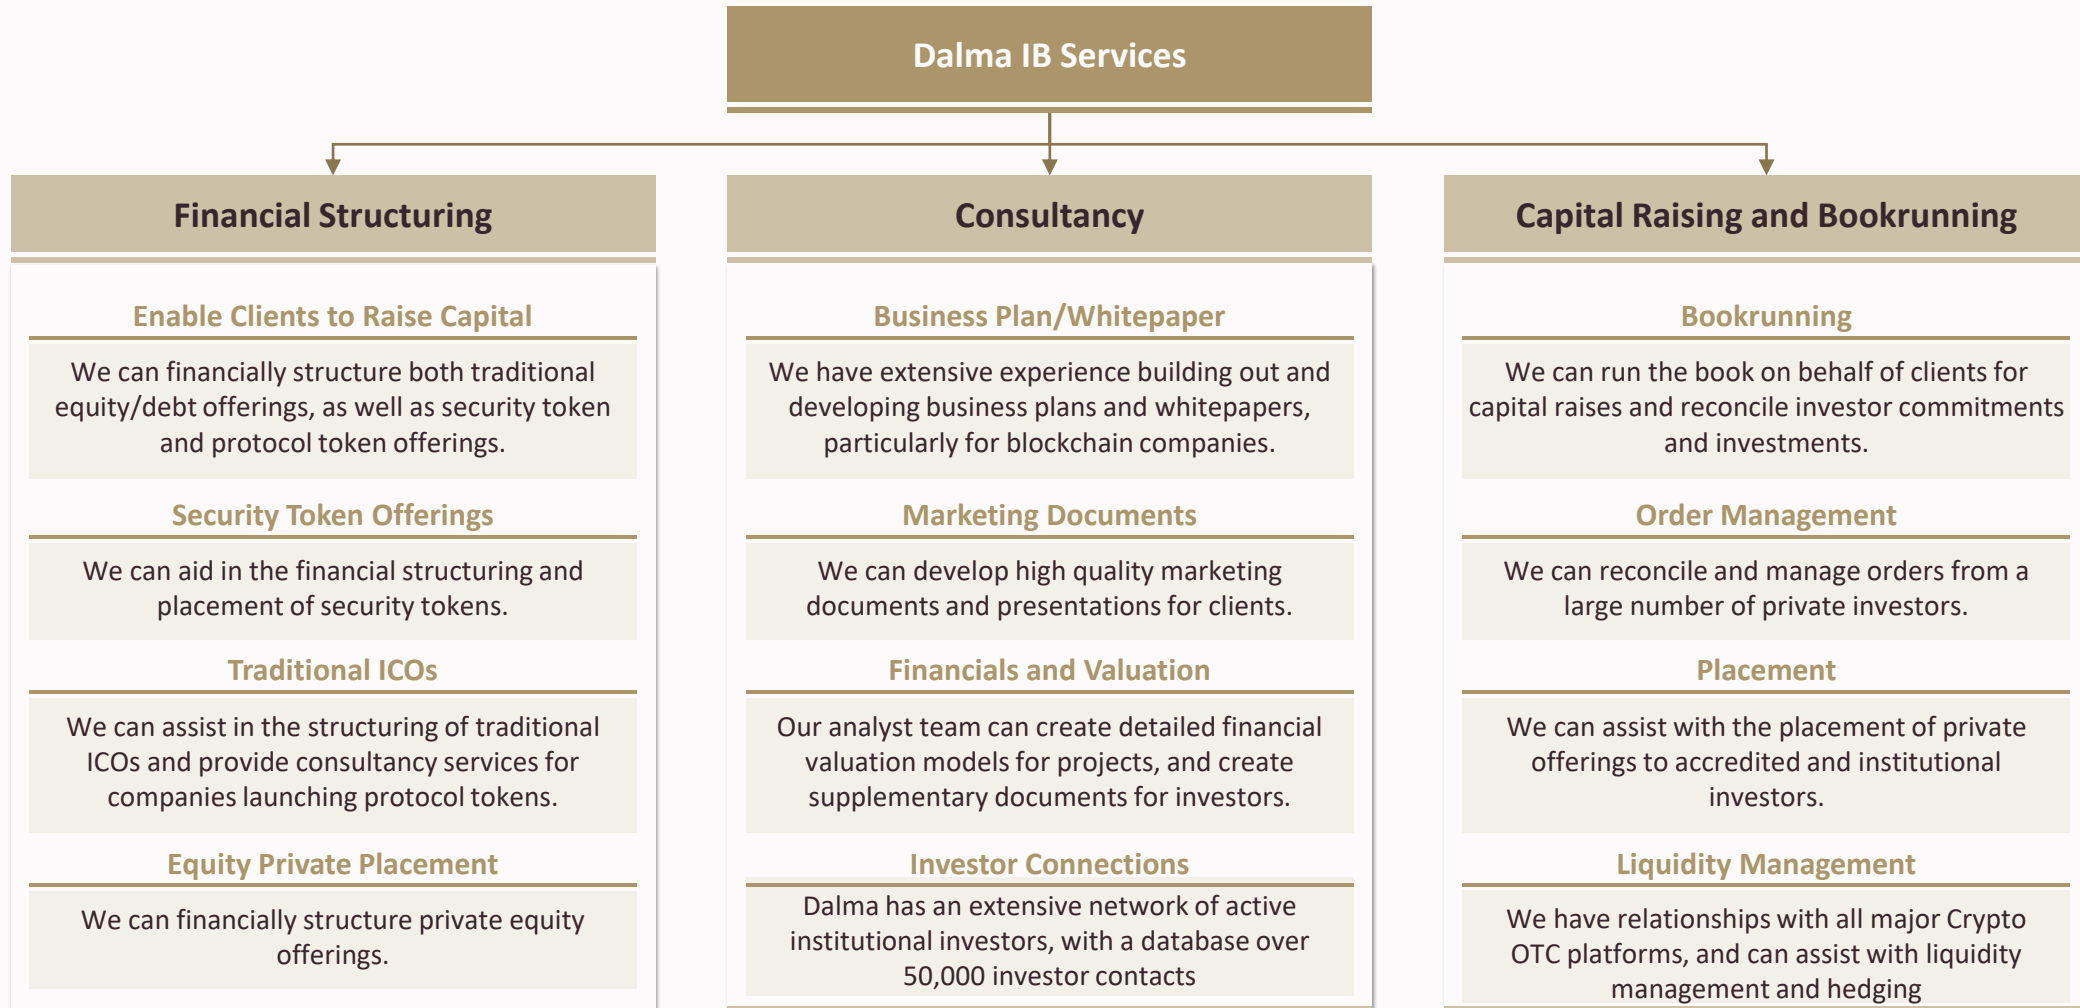 Dalma IB Services
Financial Structuring
Enable Clients to Raise Capital
We can financially structure both traditional
equity/debt offerings, as well as security token
and protocol token offerings.
Security Token Offerings
We can aid in the financial structuring and
placement of security tokens.
Traditional ICOs
We can assist in the structuring of traditional
ICOs and provide consultancy services for
companies launching protocol tokens.
Equity Private Placement
We can financially structure private equity
offerings.
Consultancy
Business Plan/Whitepaper
We have extensive experience building out and
developing business plans and whitepapers,
particularly for blockchain companies.
Marketing Documents
We can develop high quality marketing
documents and presentations for clients.
Financials and Valuation
Our analyst team can create detailed financial
valuation models for projects, and create
supplementary documents for investors.
Investor Connections
Dalma has an extensive network of active
institutional investors, with a database over
50,000 investor contacts
Capital Raising and Bookrunning
Bookrunning
We can run the book on behalf of clients for
capital raises and reconcile investor commitments
and investments.
Order Management
We can reconcile and manage orders from a
large number of private investors.
Placement
We can assist with the placement of private
offerings to accredited and institutional
investors.
Liquidity Management
We have relationships with all major Crypto
OTC platforms, and can assist with liquidity
management and hedging